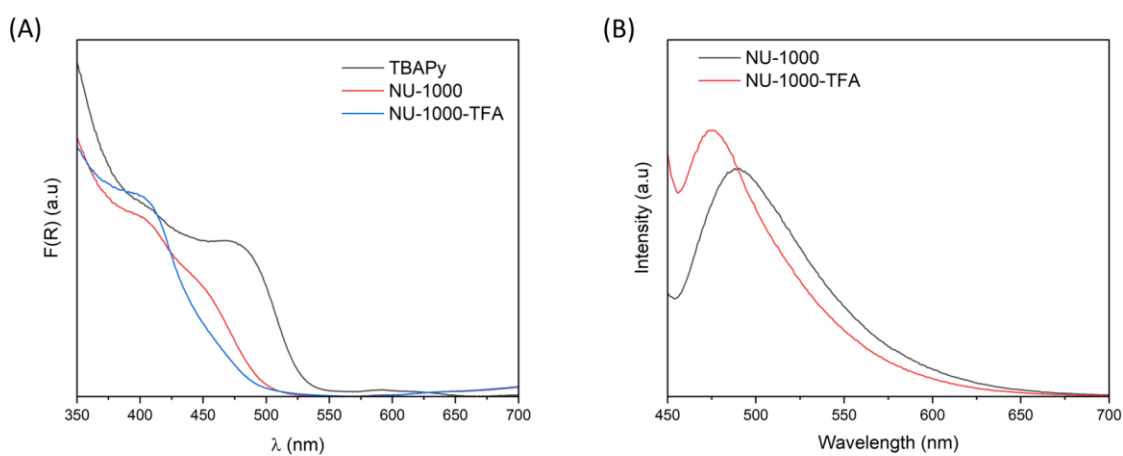 (A)
TBAPy
NU-1000
NU-1000-TFA
F(R) (a.u)
350 400 450 500 550 600 650 700
λ (nm)
(B)
NU-1000
NU-1000-TFA
Intensity (a.u)
450 500 550 600 650 700
Wavelength (nm)